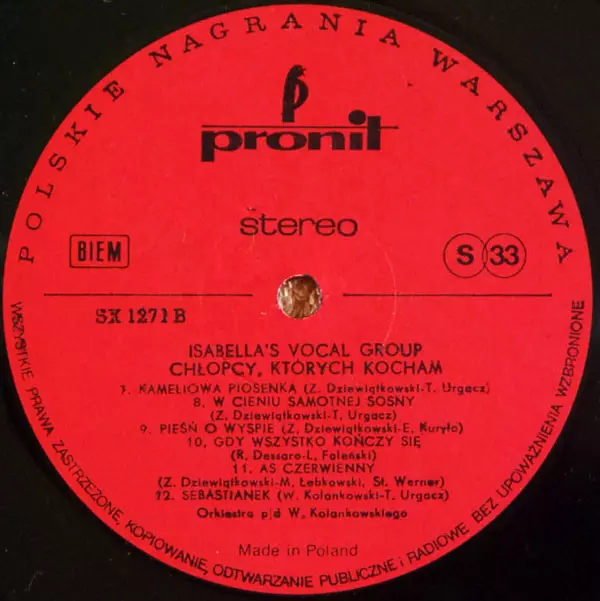 POLSKIE NAGRANIA WARSZAWA
pronit
stereo
BIEM
S 33
SX 1271 B
ISABELLA'S VOCAL GROUP
CHŁOPCY, KTÓRYCH KOCHAM
7. KAMELIOWA PIOSENKA (Z. Dziewiątkowski-T. Urgacz)
8. W CIENIU SAMOTNEJ SOSNY
(Z. Dziewiątkowski-T. Urgacz)
9. PIEŚŃ O WYSPIE (Z. Dziewiątkowski-E. Kuryło)
10. GDY WSZYSTKO KOŃCZY SIĘ
(R. Dessaro-L. Foleński)
11. AS CZERWIENNY
(Z. Dziewiątkowski-M. Łebkowski, St. Werner)
12. SEBASTIANEK (W. Kolankowski-T. Urgacz)
Orkiestra p/d W. Kolankowskiego
Made in Poland
WSZYSTKIE PRAWA ZASTRZEŻONE, KOPIOWANIE, ODTWARZANIE PUBLICZNE i RADIOWE BEZ UPOWAŻNIENIA WZBRONIONE